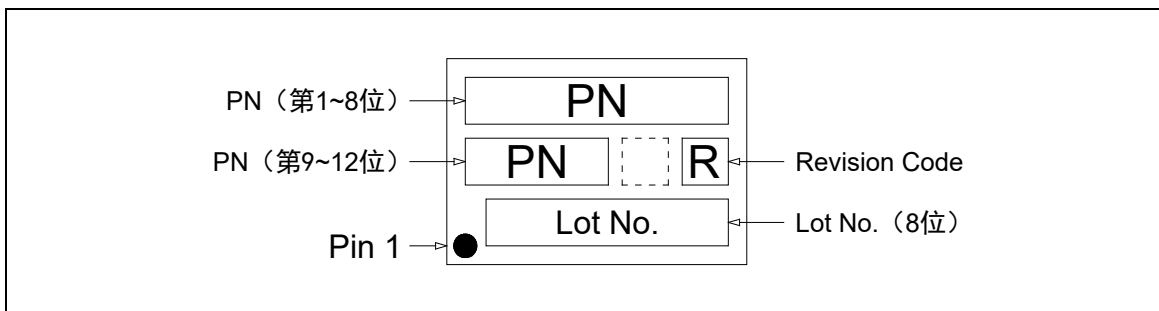 PN（第1~8位）
PN
PN（第9~12位）
PN
R
Revision Code
Lot No.
Lot No.（8位）
Pin 1